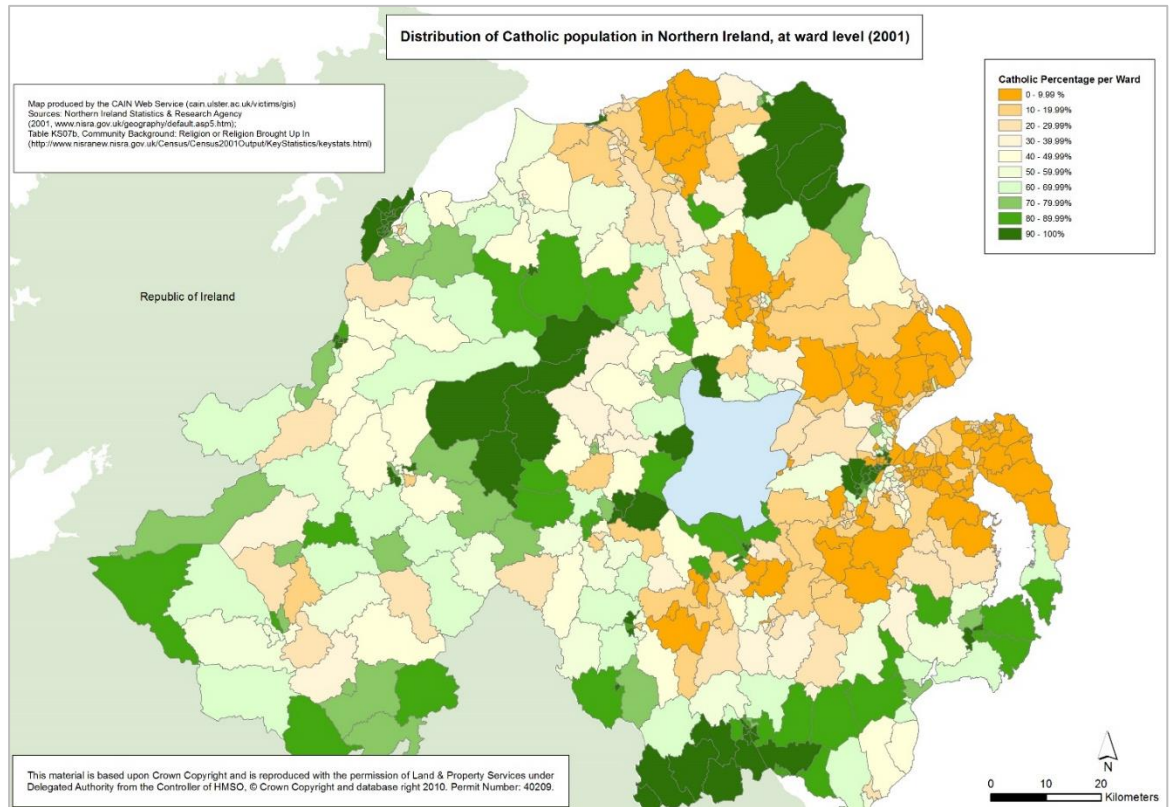 Distribution of Catholic population in Northern Ireland, at ward level (2001)
Map produced by the CAIN Web Service (cain.ulster.ac.uk/victims/gis)
Sources: Northern Ireland Statistics & Research Agency
(2001, www.nisra.gov.uk/geography/default.asp5.htm);
Table KS07b, Community Background: Religion or Religion Brought Up In
(http://www.nisranew.nisra.gov.uk/Census/Census2001Output/KeyStatistics/keystats.html)
Catholic Percentage per Ward
0 - 9.99 %
10 - 19.99%
20 - 29.99%
30 - 39.99%
40 - 49.99%
50 - 59.99%
60 - 69.99%
70 - 79.99%
80 - 89.99%
90 - 100%
Republic of Ireland
This material is based upon Crown Copyright and is reproduced with the permission of Land & Property Services under
Delegated Authority from the Controller of HMSO, © Crown Copyright and database right 2010. Permit Number: 40209.
N
0 10 20
Kilometers